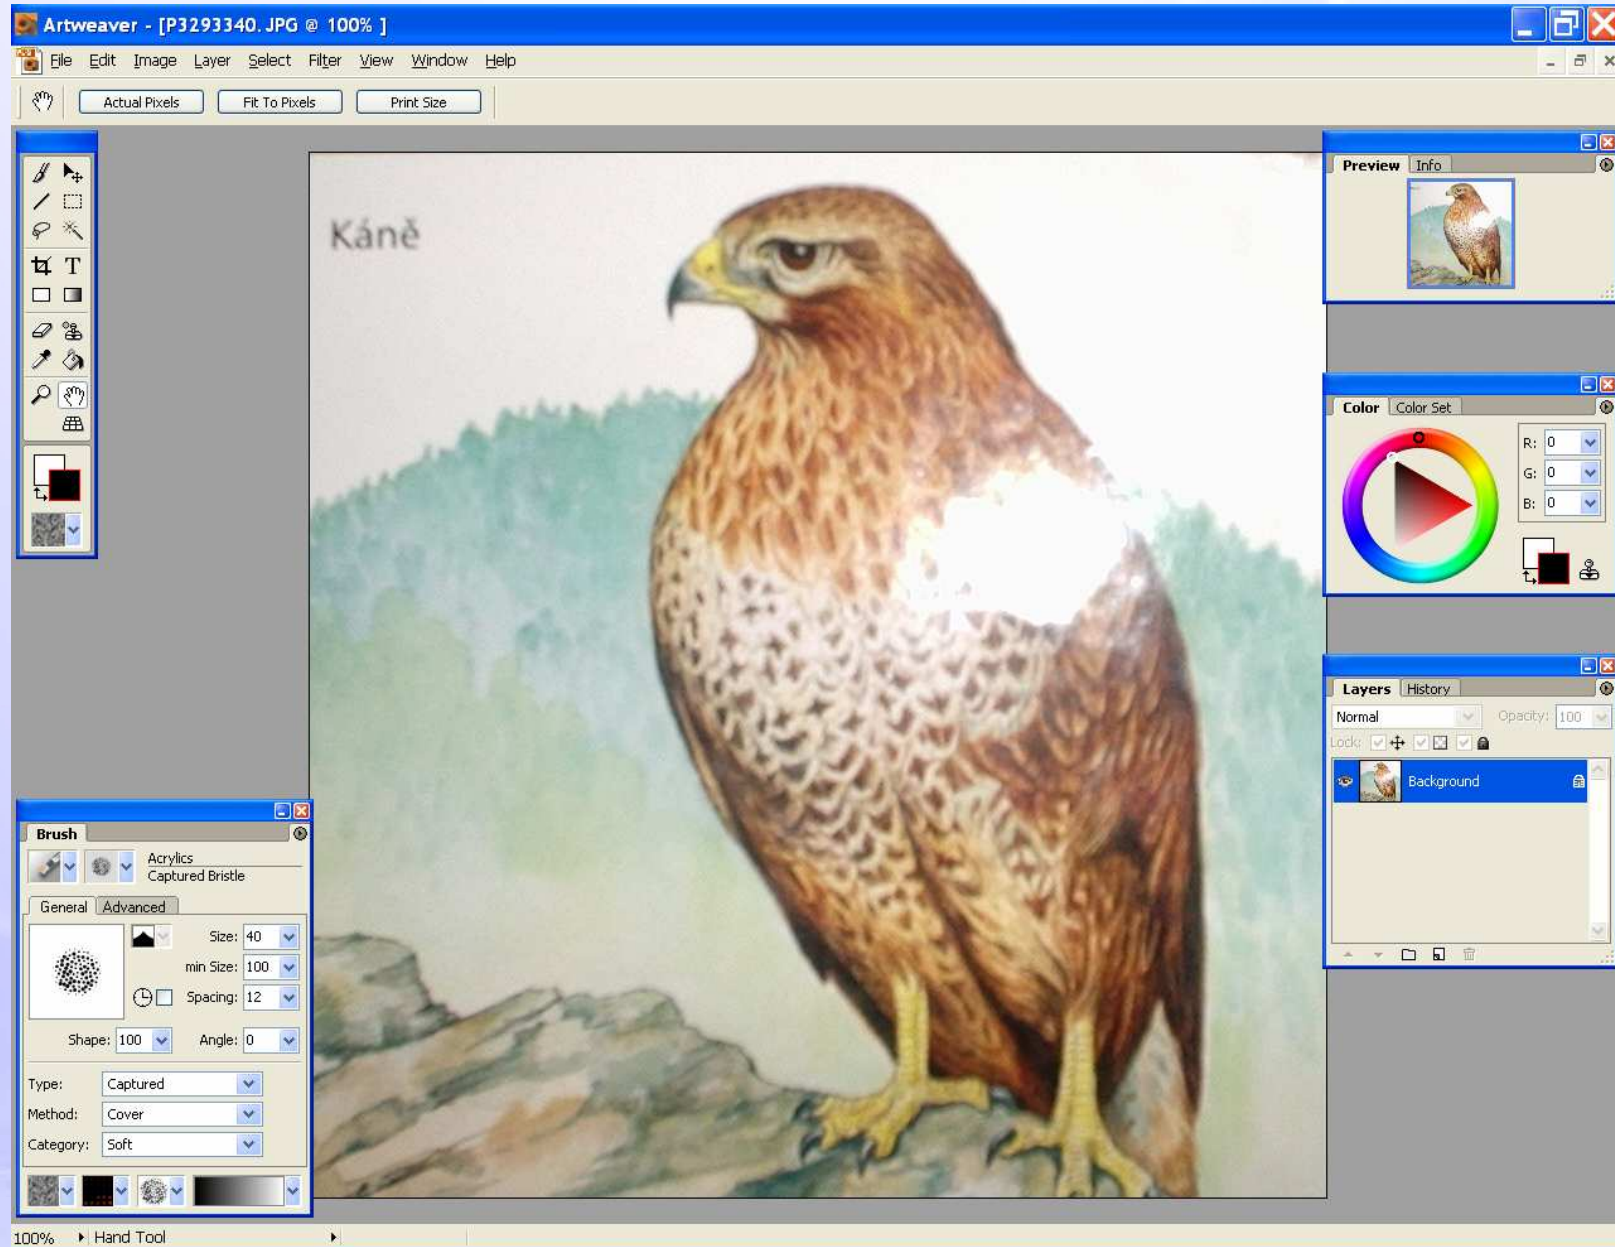 Artweaver - [P3293340.JPG @ 100% ]
File Edit Image Layer Select Filter View Window Help
Actual Pixels Fit To Pixels Print Size
Káně
Preview Info
Color Color Set
R: 0
G: 0
B: 0
Layers History
Normal Opacity: 100
Lock:
Background
Brush
Acrylics
Captured Bristle
General Advanced
Size: 40
min Size: 100
Spacing: 12
Shape: 100 Angle: 0
Type: Captured
Method: Cover
Category: Soft
100% Hand Tool